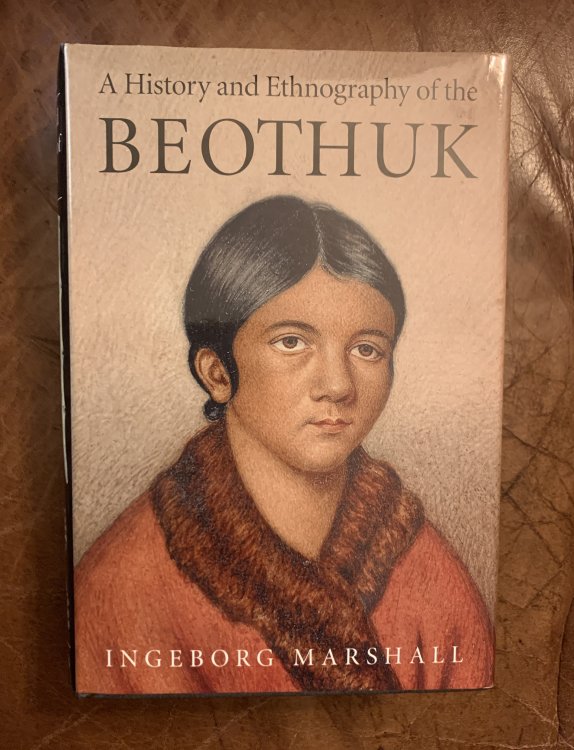 A History and Ethnography of the
BEOTHUK
INGEBORG MARSHALL